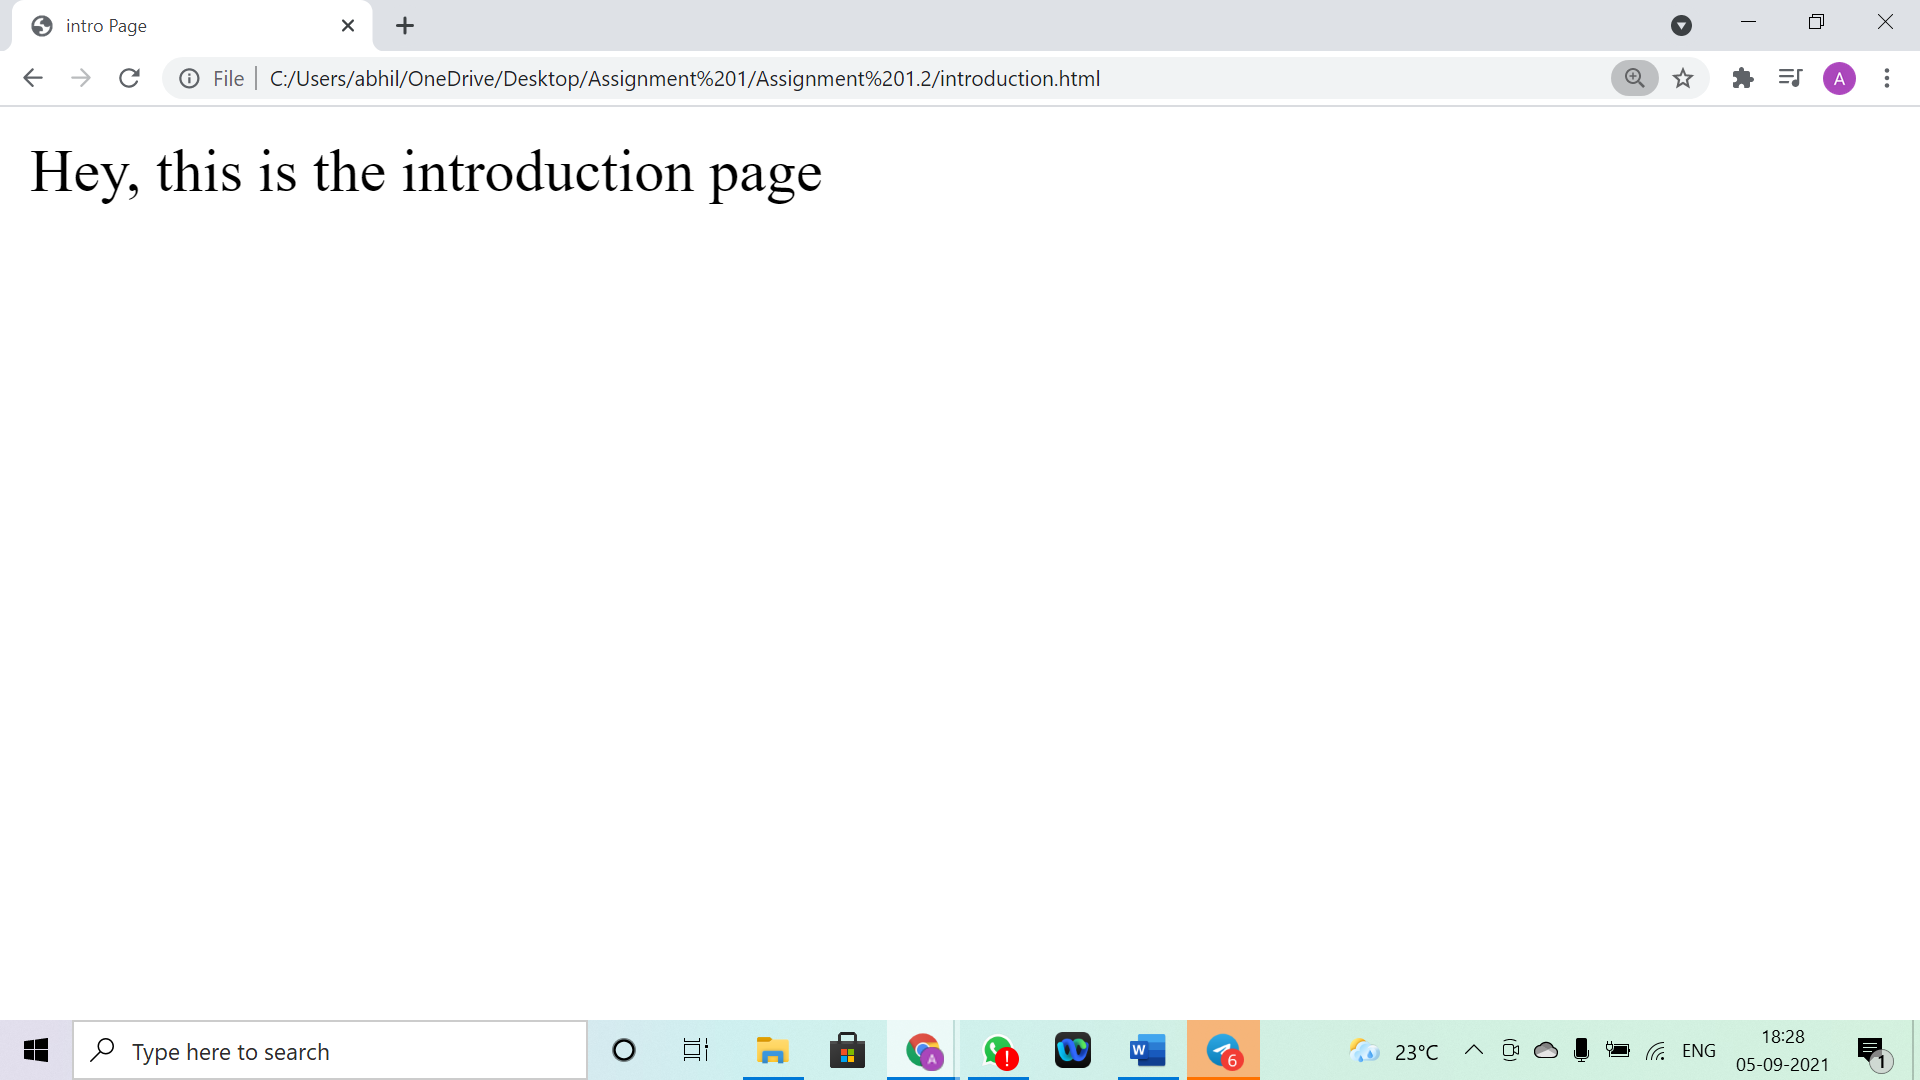 intro Page
File
C:/Users/abhil/OneDrive/Desktop/Assignment%201/Assignment%201.2/introduction.html
A
Hey, this is the introduction page
Type here to search
A
!
W
6
23°C
ENG
18:28
05-09-2021
1